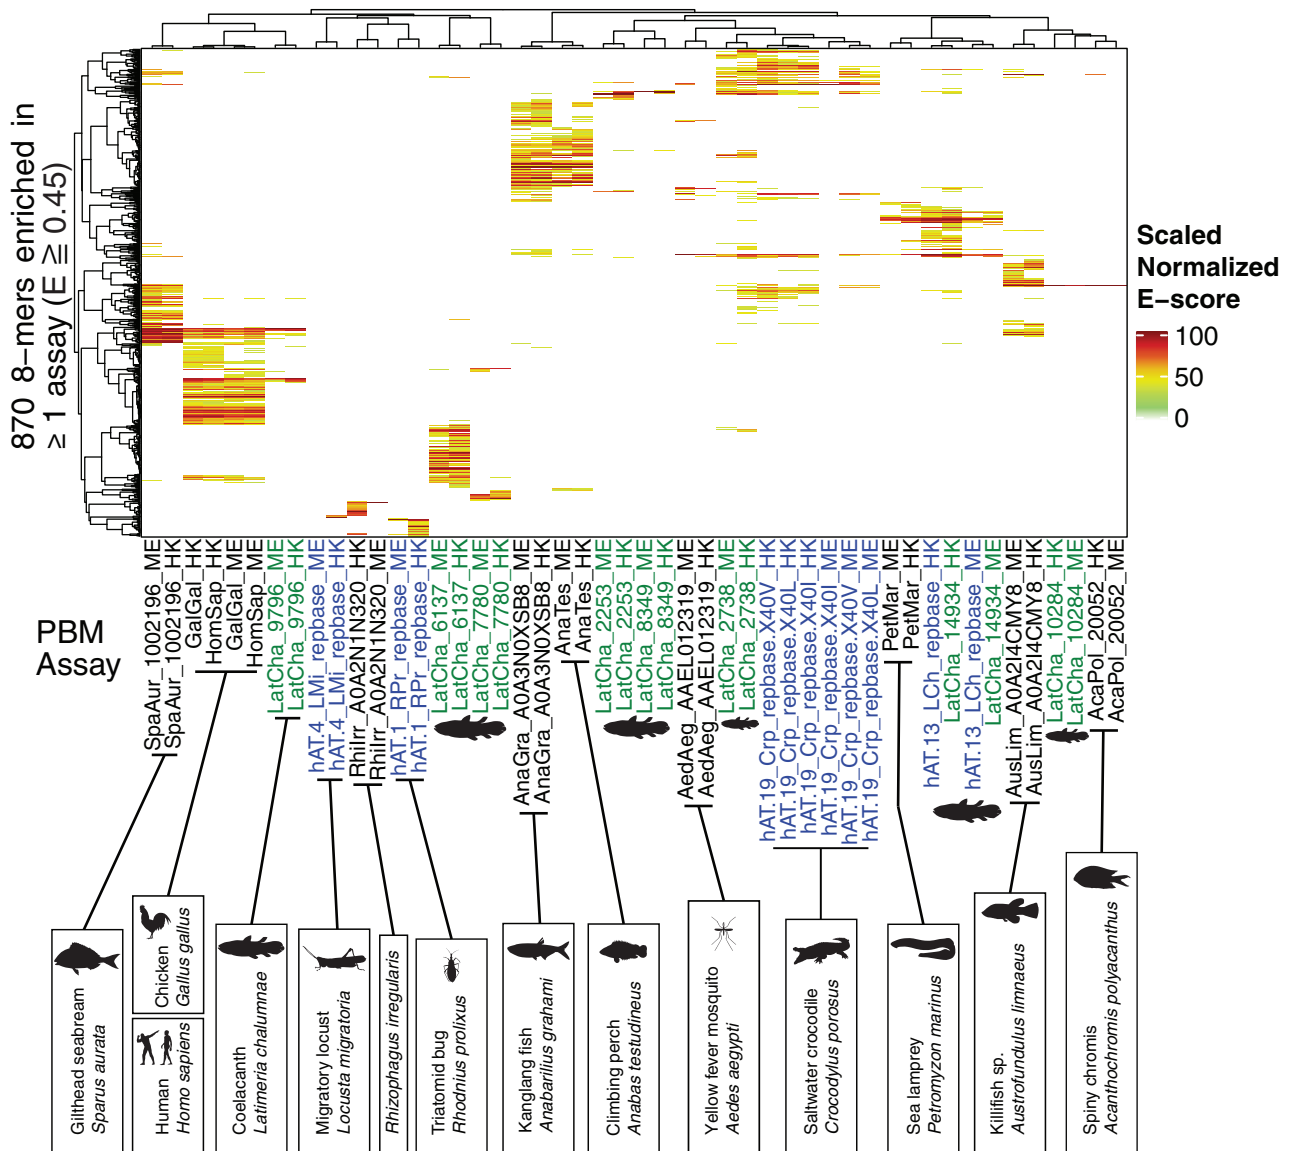 870 8-mers enriched in
≥ 1 assay (E ≧ 0.45)
Scaled
Normalized
E-score
100
50
0
PBM
Assay
SpaAur_1002196_ME
SpaAur_1002196_HK
GalGal_HK
HomSap_HK
GalGal_ME
HomSap_ME
LatCha_9796_ME
LatCha_9796_HK
hAT.4_LMi_repbase_ME
hAT.4_LMi_repbase_HK
RhiIrr_A0A2N1N320_HK
RhiIrr_A0A2N1N320_ME
hAT.1_RPr_repbase_ME
hAT.1_RPr_repbase_HK
LatCha_6137_ME
LatCha_6137_HK
LatCha_7780_ME
LatCha_7780_HK
AnaGra_A0A3N0XSB8_ME
AnaGra_A0A3N0XSB8_HK
AnaTes_ME
AnaTes_HK
LatCha_2253_ME
LatCha_2253_HK
LatCha_8349_ME
LatCha_8349_HK
AedAeg_AAEL012319_ME
AedAeg_AAEL012319_HK
LatCha_2738_ME
LatCha_2738_HK
hAT.19_Crp_repbase.X40V_HK
hAT.19_Crp_repbase.X40L_HK
hAT.19_Crp_repbase.X40I_HK
hAT.19_Crp_repbase.X40I_ME
hAT.19_Crp_repbase.X40V_ME
hAT.19_Crp_repbase.X40L_ME
PetMar_ME
PetMar_HK
hAT.13_LCh_repbase_HK
LatCha_14934_HK
hAT.13_LCh_repbase_ME
LatCha_14934_ME
AusLim_A0A2I4CMY8_ME
AusLim_A0A2I4CMY8_HK
LatCha_10284_HK
LatCha_10284_ME
AcaPol_20052_HK
AcaPol_20052_ME
Gilthead seabream
Sparus aurata
Chicken
Gallus gallus
Human
Homo sapiens
Coelacanth
Latimeria chalumnae
Migratory locust
Locusta migratoria
Rhizophagus irregularis
Triatomid bug
Rhodnius prolixus
Kanglang fish
Anabarilius grahami
Climbing perch
Anabas testudineus
Yellow fever mosquito
Aedes aegypti
Saltwater crocodile
Crocodylus porosus
Sea lamprey
Petromyzon marinus
Killifish sp.
Austrofundulus limnaeus
Spiny chromis
Acanthochromis polyacanthus